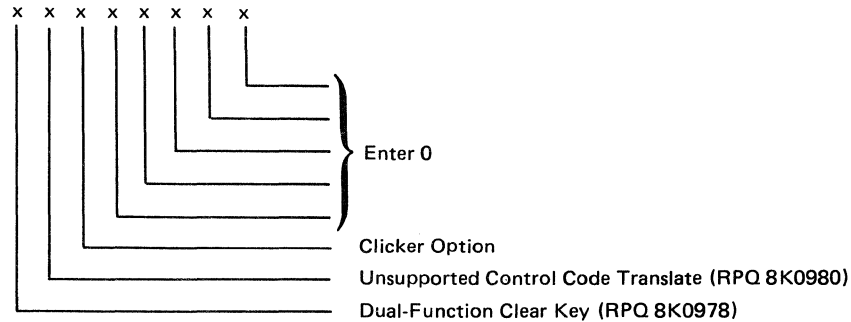 x x x x x x x x
Enter 0
Clicker Option
Unsupported Control Code Translate (RPQ 8K0980)
Dual-Function Clear Key (RPQ 8K0978)